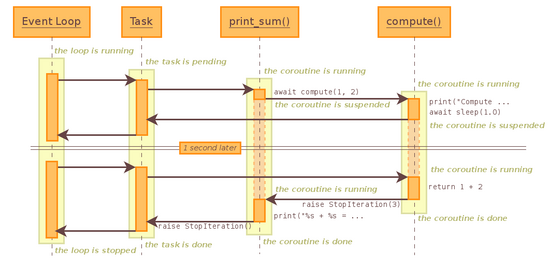 Event Loop
Task
print_sum()
compute()
the loop is running
the task is pending
the coroutine is running
the coroutine is running
await compute(1, 2)
print("Compute ...
the coroutine is suspended
await sleep(1.0)
the coroutine is suspended
1 second later
the coroutine is running
return 1 + 2
the coroutine is running
raise StopIteration(3)
print("%s + %s = ...
the coroutine is done
raise StopIteration()
the task is done
the coroutine is done
the loop is stopped